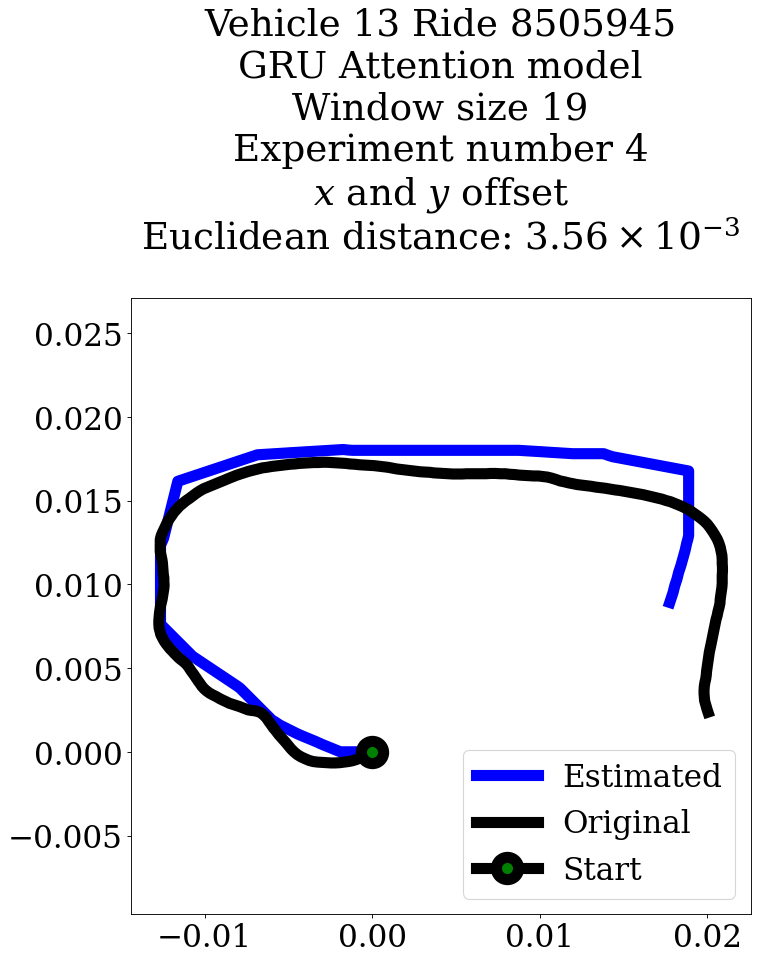 Vehicle 13 Ride 8505945
GRU Attention model
Window size 19
Experiment number 4
x and y offset
Euclidean distance: 3.56 × 10⁻³
0.025
0.020
0.015
0.010
0.005
0.000
−0.005
Estimated
Original
Start
−0.01 0.00 0.01 0.02